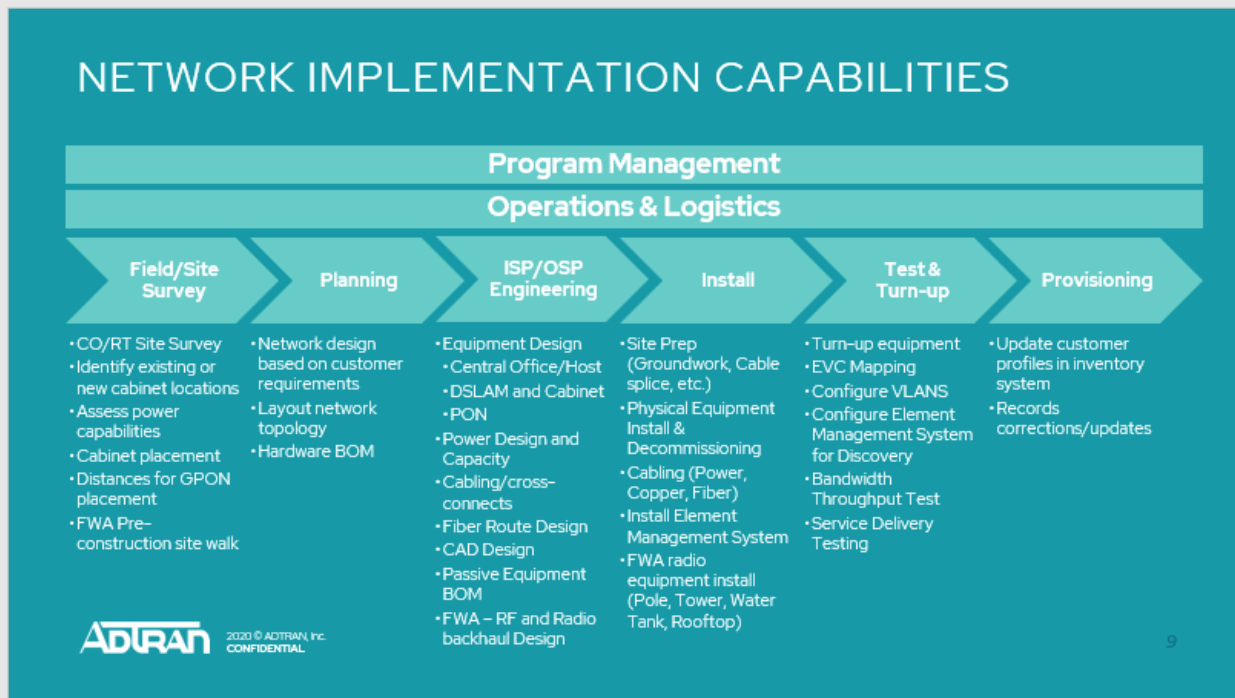 NETWORK IMPLEMENTATION CAPABILITIES
Program Management
Operations & Logistics
Field/Site
Survey
Planning
ISP/OSP
Engineering
Install
Test &
Turn-up
Provisioning
•CO/RT Site Survey
•Identify existing or
new cabinet locations
•Assess power
capabilities
•Cabinet placement
•Distances for GPON
placement
•FWA Pre-
construction site walk
•Network design
based on customer
requirements
•Layout network
topology
•Hardware BOM
•Equipment Design
•Central Office/Host
•DSLAM and Cabinet
•PON
•Power Design and
Capacity
•Cabling/cross-
connects
•Fiber Route Design
•CAD Design
•Passive Equipment
BOM
•FWA – RF and Radio
backhaul Design
•Site Prep
(Groundwork, Cable
splice, etc.)
•Physical Equipment
Install &
Decommissioning
•Cabling (Power,
Copper, Fiber)
•Install Element
Management System
•FWA radio
equipment install
(Pole, Tower, Water
Tank, Rooftop)
•Turn-up equipment
•EVC Mapping
•Configure VLANS
•Configure Element
Management System
for Discovery
•Bandwidth
Throughput Test
•Service Delivery
Testing
•Update customer
profiles in inventory
system
•Records
corrections/updates
ADTRAN
2020 © ADTRAN, Inc.
CONFIDENTIAL
9